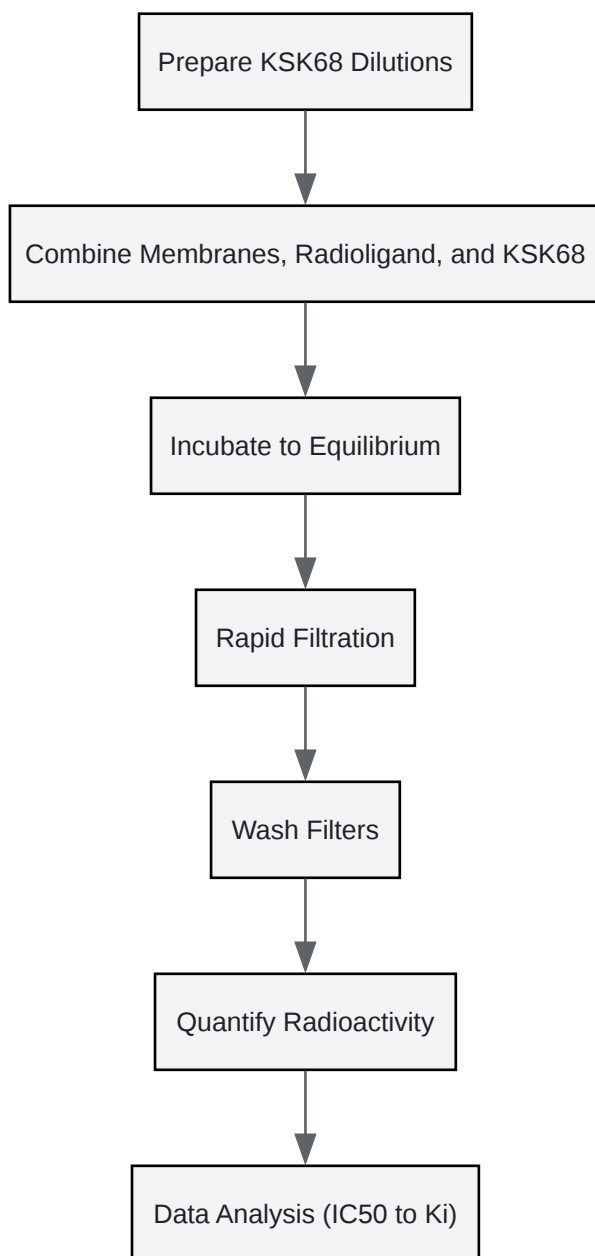 Prepare KSK68 Dilutions
Combine Membranes, Radioligand, and KSK68
Incubate to Equilibrium
Rapid Filtration
Wash Filters
Quantify Radioactivity
Data Analysis (IC50 to Ki)